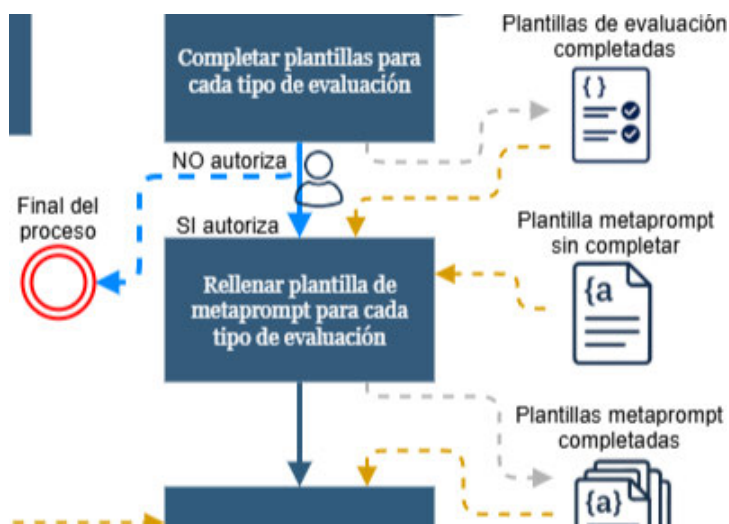 Plantillas de evaluación
completadas
Completar plantillas para
cada tipo de evaluación
{ }
NO autoriza
Final del
proceso
SI autoriza
Plantilla metaprompt
sin completar
{a
Rellenar plantilla de
metaprompt para cada
tipo de evaluación
Plantillas metaprompt
completadas
{a}